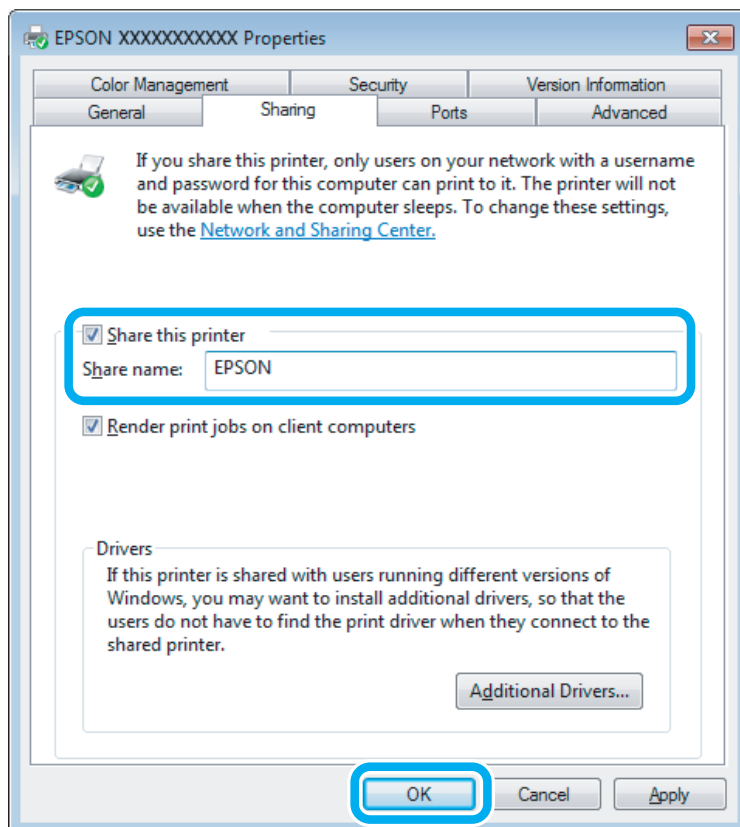 EPSON XXXXXXXXXXX Properties
Color Management Security Version Information
General Sharing Ports Advanced
If you share this printer, only users on your network with a username
and password for this computer can print to it. The printer will not
be available when the computer sleeps. To change these settings,
use the Network and Sharing Center.
Share this printer
Share name: EPSON
Render print jobs on client computers
Drivers
If this printer is shared with users running different versions of
Windows, you may want to install additional drivers, so that the
users do not have to find the print driver when they connect to the
shared printer.
Additional Drivers...
OK Cancel Apply